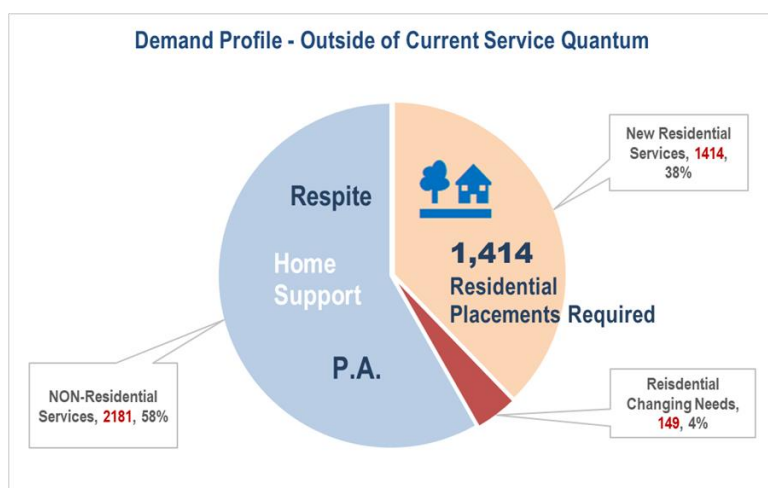 Demand Profile - Outside of Current Service Quantum
New Residential
Services, 1414,
38%
Respite
1,414
Residential
Placements Required
Home
Support
P.A.
NON-Residential
Services, 2181, 58%
Reisdential
Changing Needs,
149, 4%